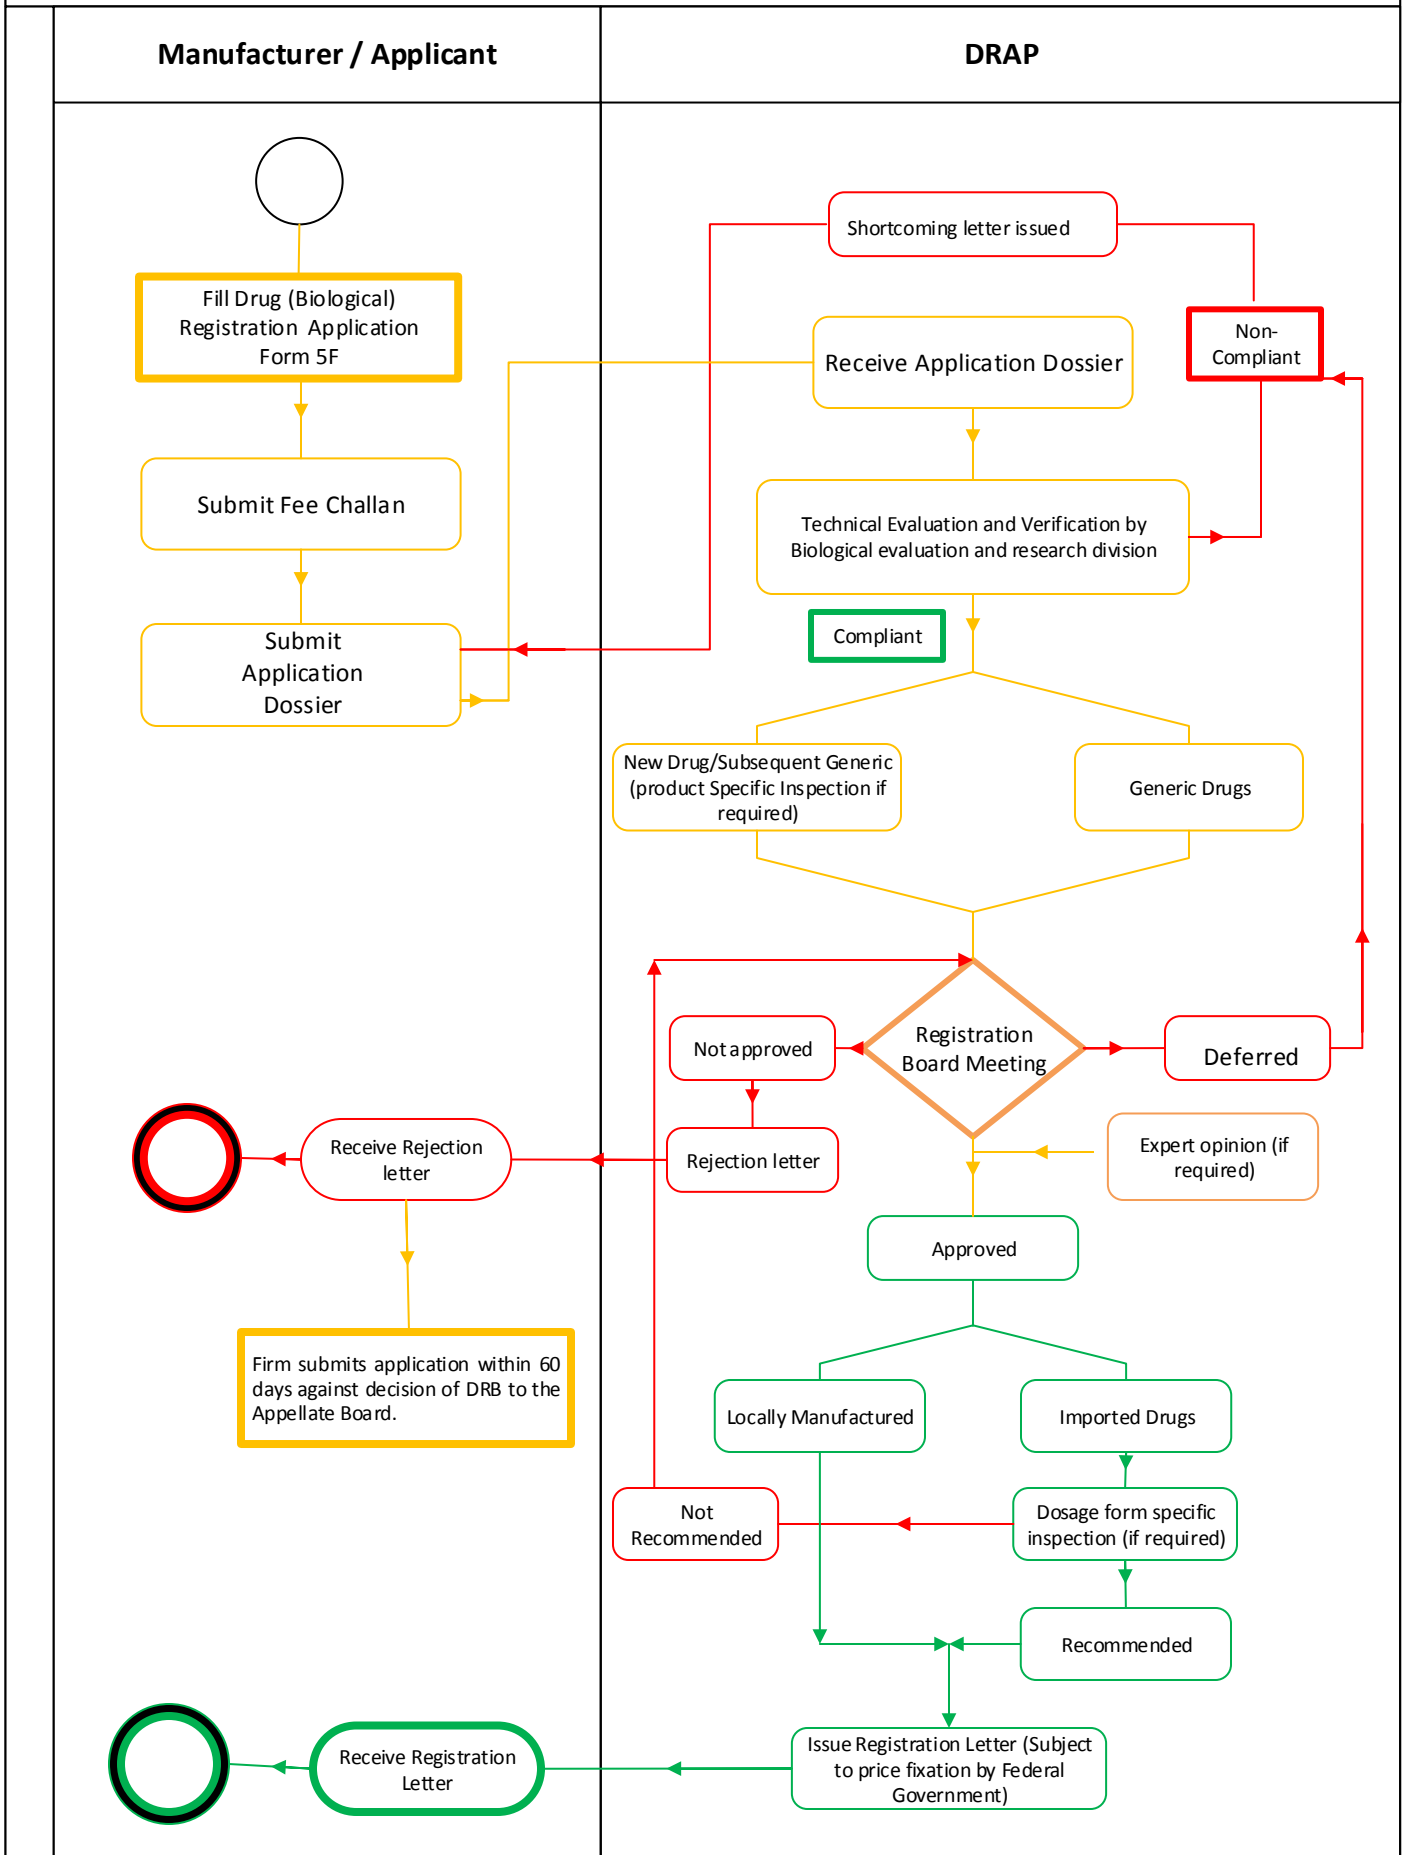 Manufacturer / Applicant
DRAP
Fill Drug (Biological)
Registration Application
Form 5F
Submit Fee Challan
Submit
Application
Dossier
Shortcoming letter issued
Non-
Compliant
Receive Application Dossier
Technical Evaluation and Verification by
Biological evaluation and research division
Compliant
New Drug/Subsequent Generic
(product Specific Inspection if
required)
Generic Drugs
Registration
Board Meeting
Not approved
Deferred
Rejection letter
Receive Rejection
letter
Expert opinion (if
required)
Approved
Firm submits application within 60
days against decision of DRB to the
Appellate Board.
Locally Manufactured
Imported Drugs
Not
Recommended
Dosage form specific
inspection (if required)
Recommended
Issue Registration Letter (Subject
to price fixation by Federal
Government)
Receive Registration
Letter